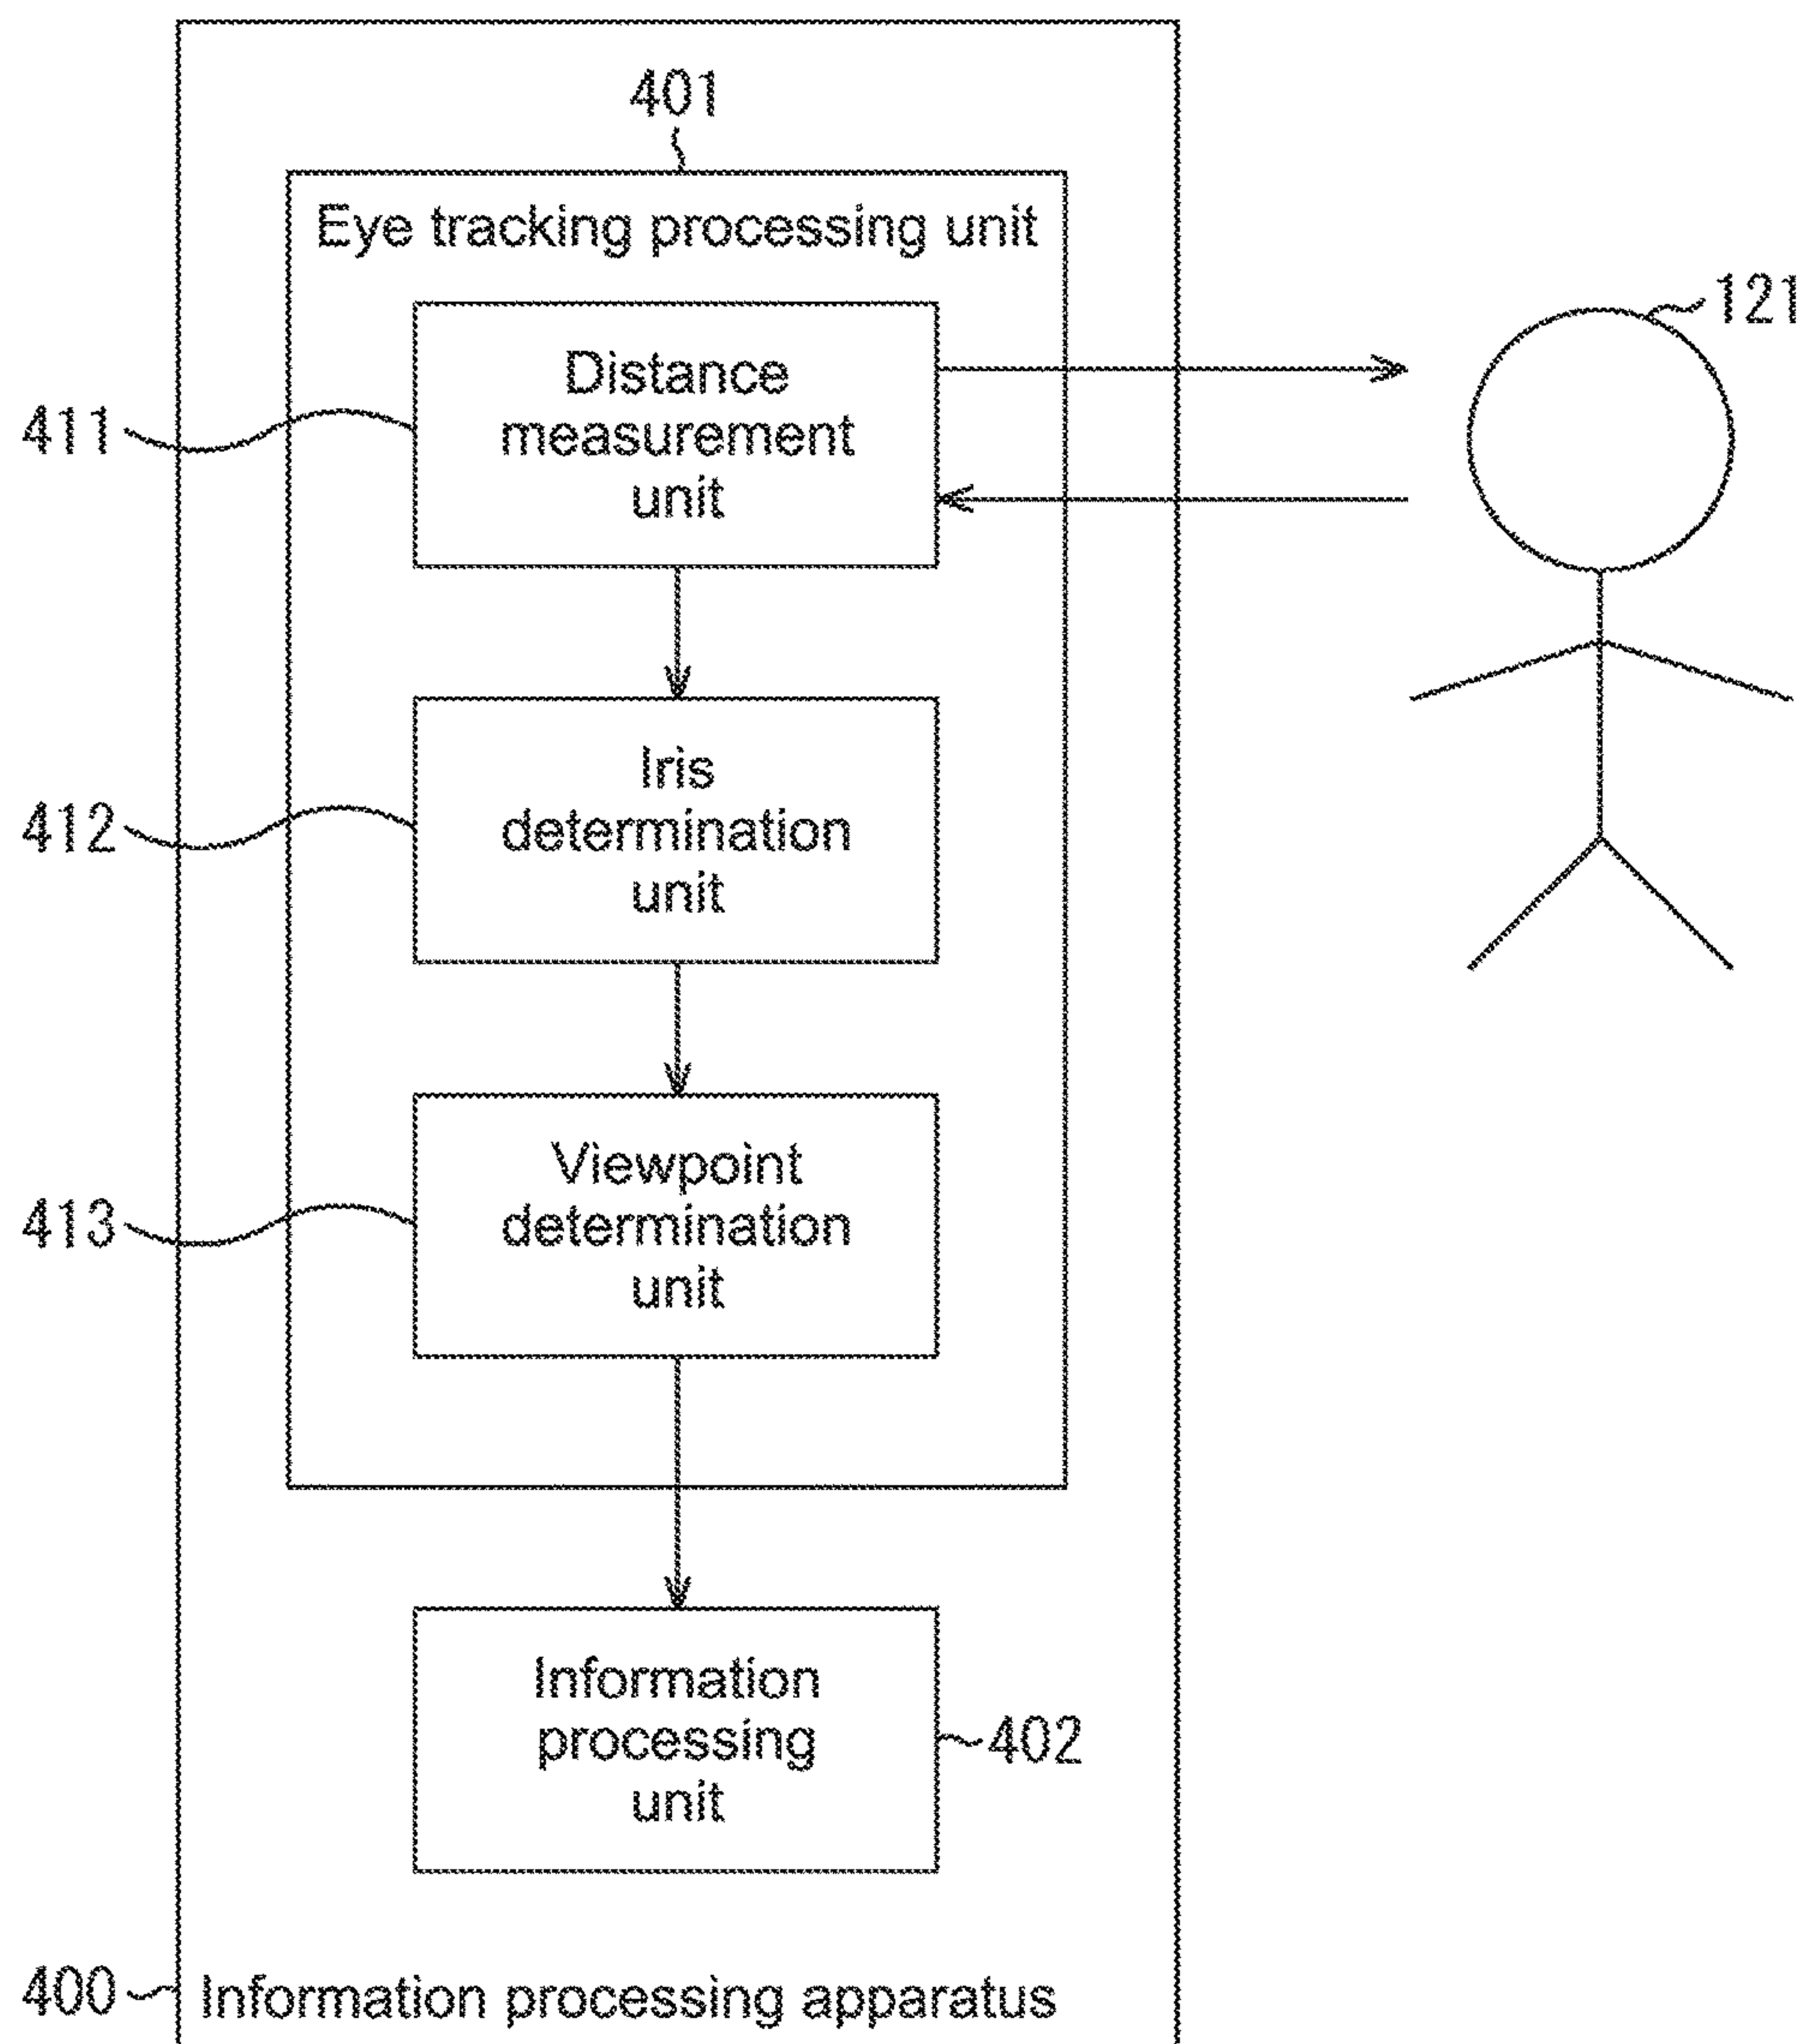 401
Eye tracking processing unit
121
Distance
measurement
unit
411
Iris
determination
unit
412
Viewpoint
determination
unit
413
Information
processing
unit
402
400
Information processing apparatus